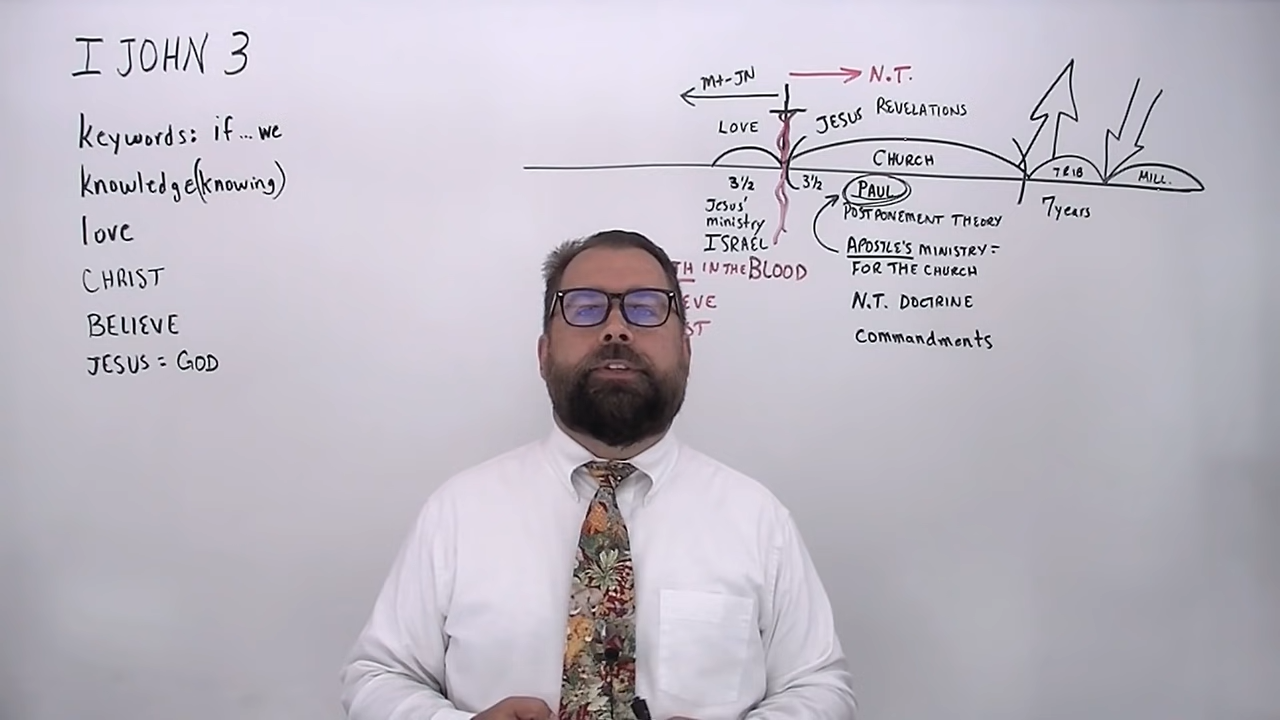 I JOHN 3
Keywords: if... we
Knowledge (knowing)
love
CHRIST
BELIEVE
JESUS = GOD
Mt-JN
N.T.
LOVE
JESUS REVELATIONS
CHURCH
TRIB
MILL.
3½
3½
PAUL
7 years
Jesus'
ministry
ISRAEL
POSTPONEMENT THEORY
APOSTLE'S MINISTRY =
FOR THE CHURCH
IN THE BLOOD
N.T. DOCTRINE
Commandments